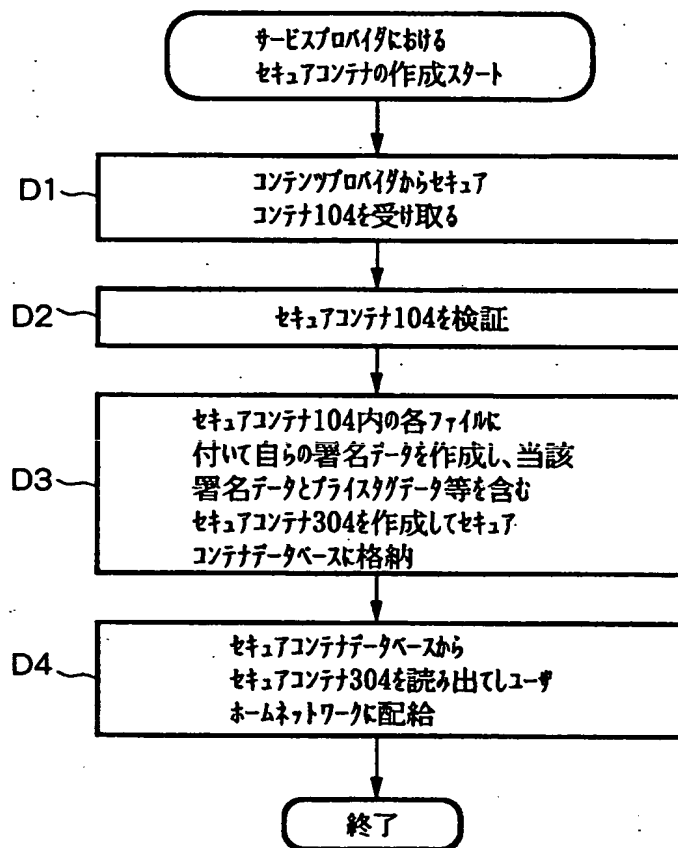 サービスプロバイダにおける
セキュアコンテナの作成スタート
D1
コンテンツプロバイダからセキュア
コンテナ104を受け取る
D2
セキュアコンテナ104を検証
D3
セキュアコンテナ104内の各ファイルに
付いて自らの署名データを作成し、当該
署名データとプライスタグデータ等を含む
セキュアコンテナ304を作成してセキュア
コンテナデータベースに格納
D4
セキュアコンテナデータベースから
セキュアコンテナ304を読み出てしユーザ
ホームネットワークに配給
終了